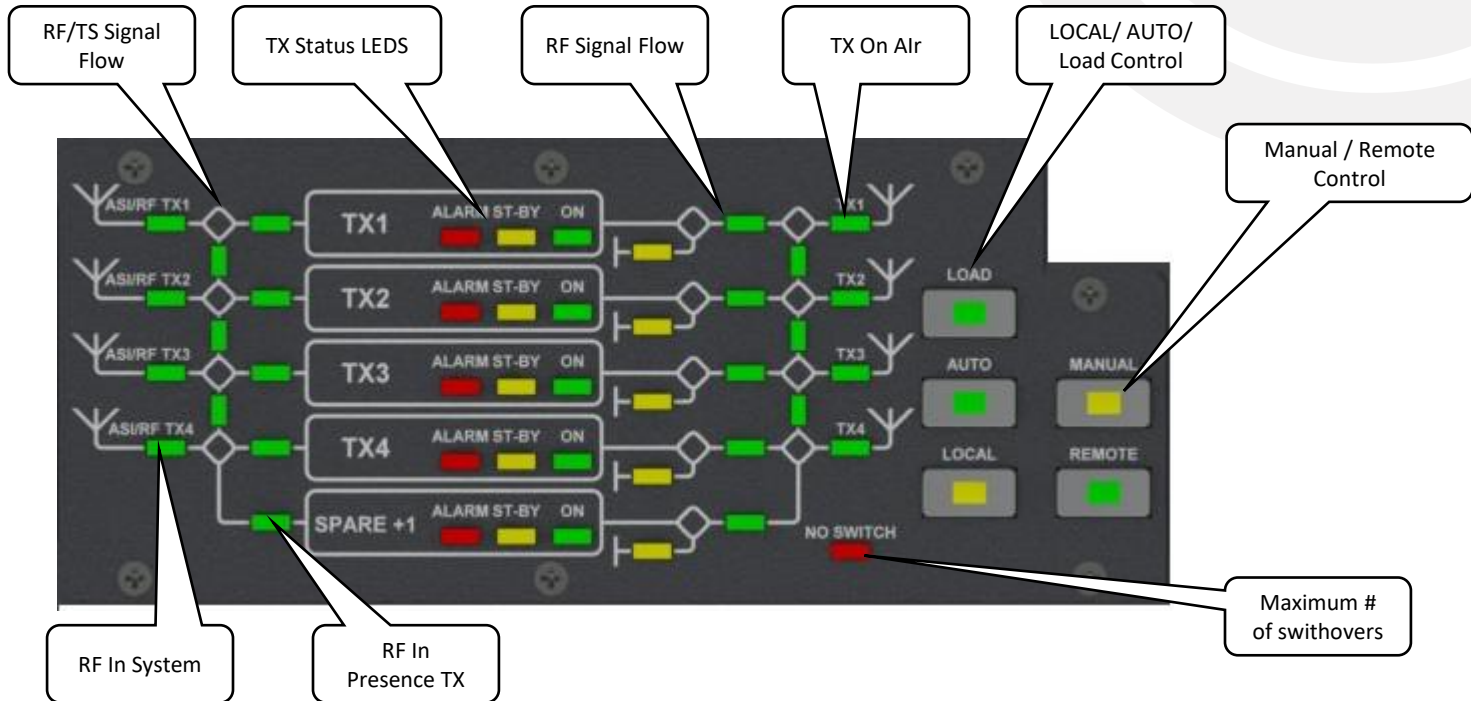 RF/TS Signal
Flow
TX Status LEDS
RF Signal Flow
TX On AIr
LOCAL/ AUTO/
Load Control
Manual / Remote
Control
ASI/RF TX1
TX1
ALARM ST-BY ON
TX1
ASI/RF TX2
TX2
ALARM ST-BY ON
TX2
LOAD
ASI/RF TX3
TX3
ALARM ST-BY ON
TX3
AUTO
MANUAL
ASI/RF TX4
TX4
ALARM ST-BY ON
TX4
LOCAL
REMOTE
SPARE +1
ALARM ST-BY ON
NO SWITCH
RF In System
RF In
Presence TX
Maximum #
of swithovers